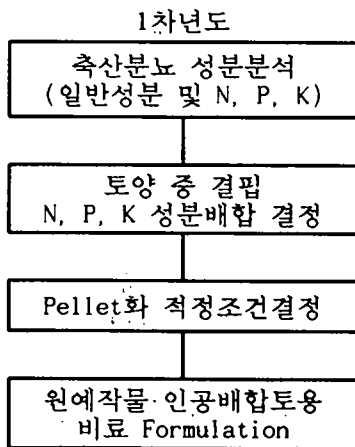 1차년도
축산분뇨 성분분석
(일반성분 및 N, P, K)
토양 중 결핍
N, P, K 성분배합 결정
Pellet화 적정조건결정
원예작물·인공배합토용
비료 Formulation